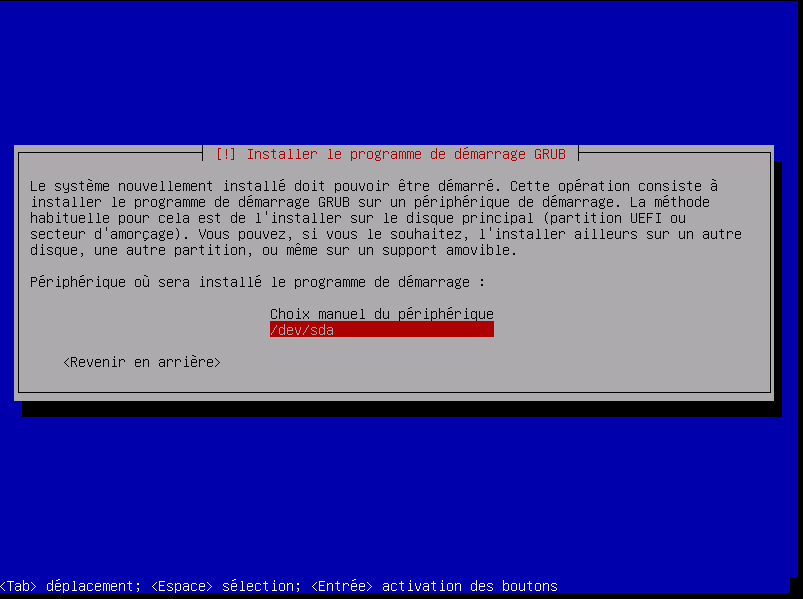 [!] Installer le programme de démarrage GRUB
Le système nouvellement installé doit pouvoir être démarré. Cette opération consiste à
installer le programme de démarrage GRUB sur un périphérique de démarrage. La méthode
habituelle pour cela est de l'installer sur le disque principal (partition UEFI ou
secteur d'amorçage). Vous pouvez, si vous le souhaitez, l'installer ailleurs sur un autre
disque, une autre partition, ou même sur un support amovible.
Périphérique où sera installé le programme de démarrage :
Choix manuel du périphérique
/dev/sda
<Revenir en arrière>
<Tab> déplacement; <Espace> sélection; <Entrée> activation des boutons